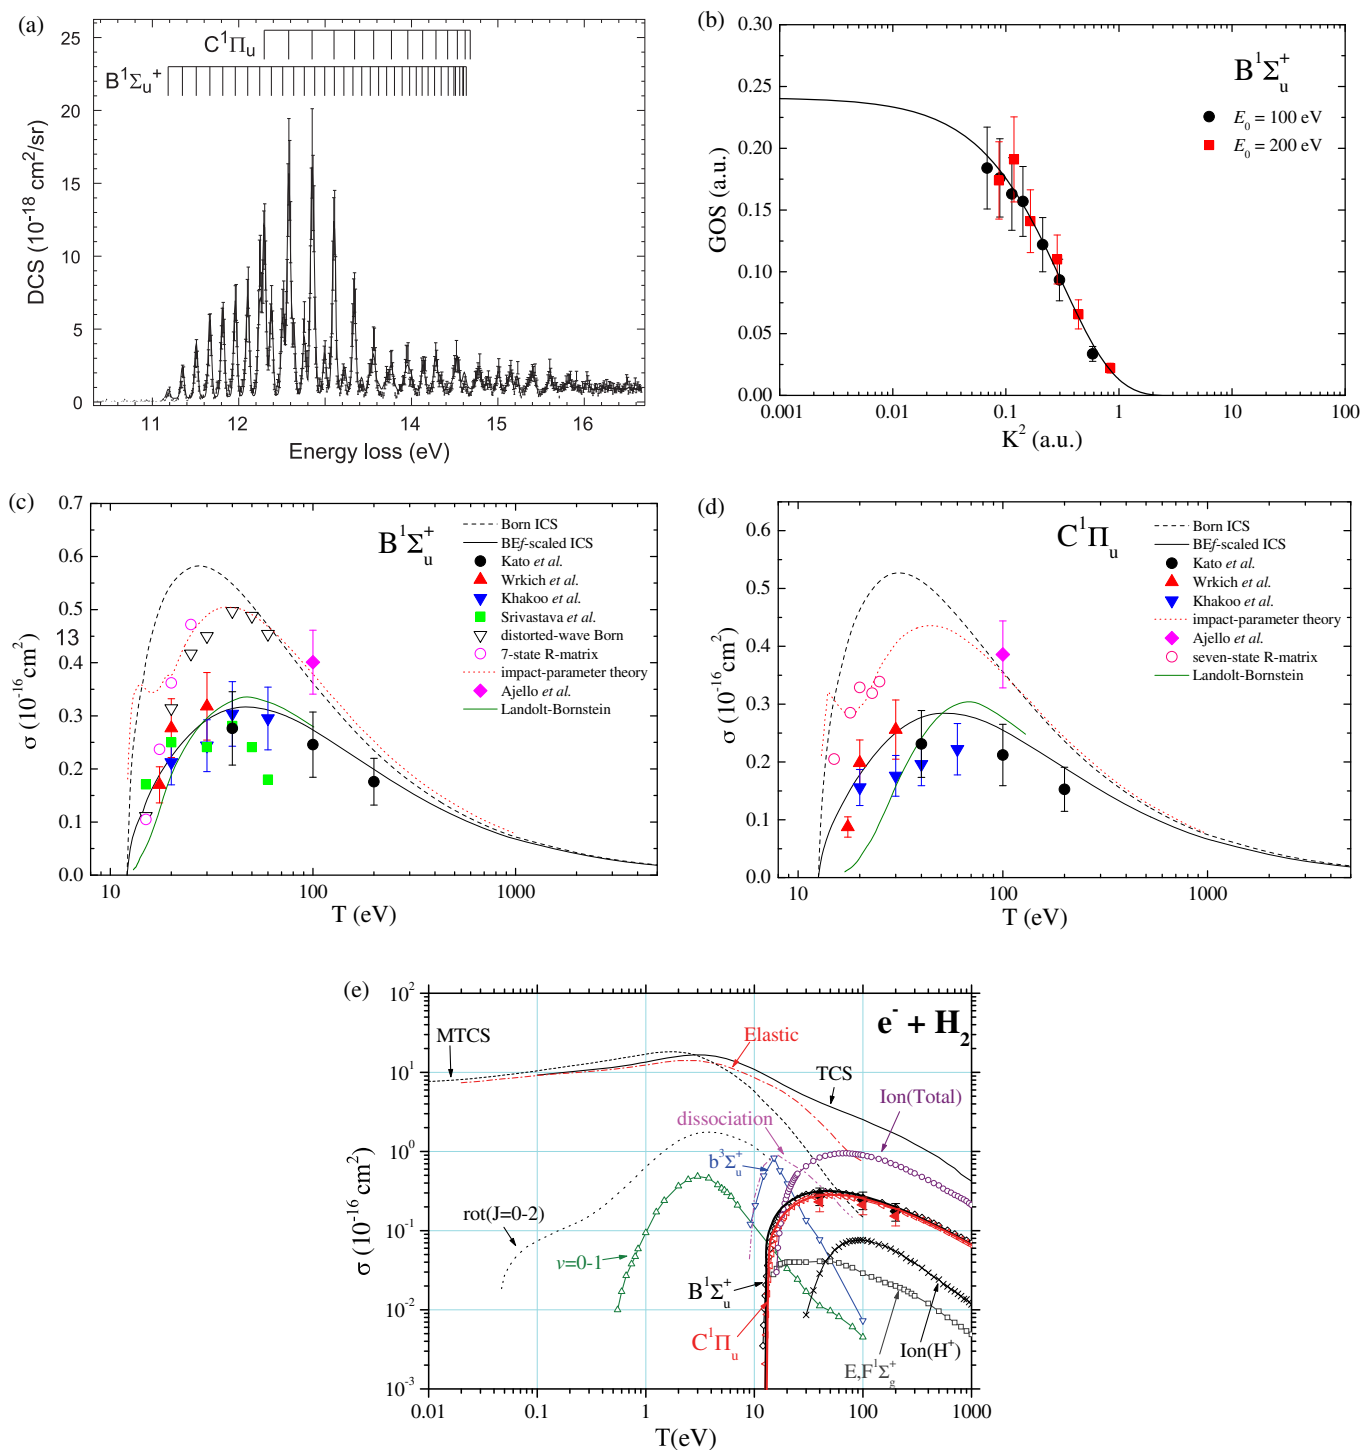 (a)
25
20
15
10
5
0
DCS (10⁻¹⁸ cm²/sr)
C¹Πᵤ
B¹Σᵤ⁺
11
12
13
14
15
16
Energy loss (eV)
(b)
0.30
0.25
0.20
0.15
0.10
0.05
0.00
GOS (a.u.)
B¹Σᵤ⁺
E₀ = 100 eV
E₀ = 200 eV
0.001
0.01
0.1
1
10
100
K² (a.u.)
(c)
0.7
0.6
0.5
13
0.4
0.3
0.2
0.1
0.0
σ (10⁻¹⁶ cm²)
B¹Σᵤ⁺
Born ICS
BEf-scaled ICS
Kato et al.
Wrkich et al.
Khakoo et al.
Srivastava et al.
distorted-wave Born
7-state R-matrix
impact-parameter theory
Ajello et al.
Landolt-Bornstein
10
100
1000
T (eV)
(d)
0.6
0.5
0.4
0.3
0.2
0.1
0.0
σ (10⁻¹⁶ cm²)
C¹Πᵤ
Born ICS
BEf-scaled ICS
Kato et al.
Wrkich et al.
Khakoo et al.
impact-parameter theory
Ajello et al.
seven-state R-matrix
Landolt-Bornstein
10
100
1000
T (eV)
(e)
10²
10¹
10⁰
10⁻¹
10⁻²
10⁻³
σ (10⁻¹⁶ cm²)
e⁻ + H₂
MTCS
Elastic
TCS
Ion(Total)
dissociation
b³Σᵤ⁺
rot(J=0-2)
v=0-1
B¹Σᵤ⁺
C¹Πᵤ
Ion(H⁺)
E,F¹Σg⁺
0.01
0.1
1
10
100
1000
T(eV)